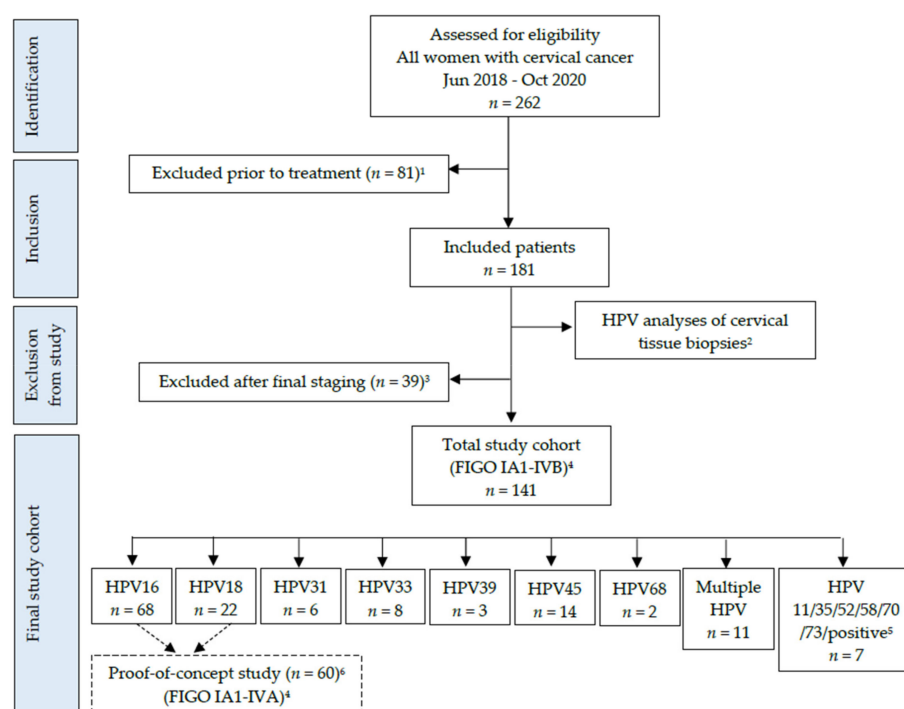 Identification
Assessed for eligibility
All women with cervical cancer
Jun 2018 - Oct 2020
n = 262
Inclusion
Excluded prior to treatment (n = 81)¹
Included patients
n = 181
Exclusion
from study
HPV analyses of cervical
tissue biopsies²
Excluded after final staging (n = 39)³
Final study cohort
Total study cohort
(FIGO IA1-IVB)⁴
n = 141
HPV16
n = 68
HPV18
n = 22
HPV31
n = 6
HPV33
n = 8
HPV39
n = 3
HPV45
n = 14
HPV68
n = 2
Multiple
HPV
n = 11
HPV
11/35/52/58/70
/73/positive⁵
n = 7
Proof-of-concept study (n = 60)⁶
(FIGO IA1-IVA)⁴